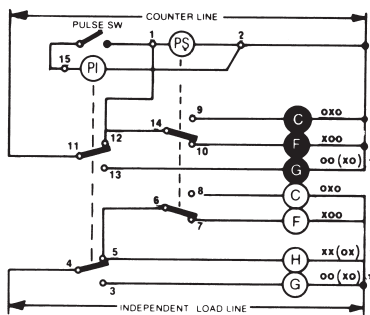 COUNTER LINE
PULSE SW
1
PS
2
15
PI
9
C
OXO
14
12
10
F
XOO
11
13
G
OO (XO)
8
C
OXO
6
7
F
XOO
5
H
XX (OX)
4
3
G
OO (XO)
INDEPENDENT LOAD LINE